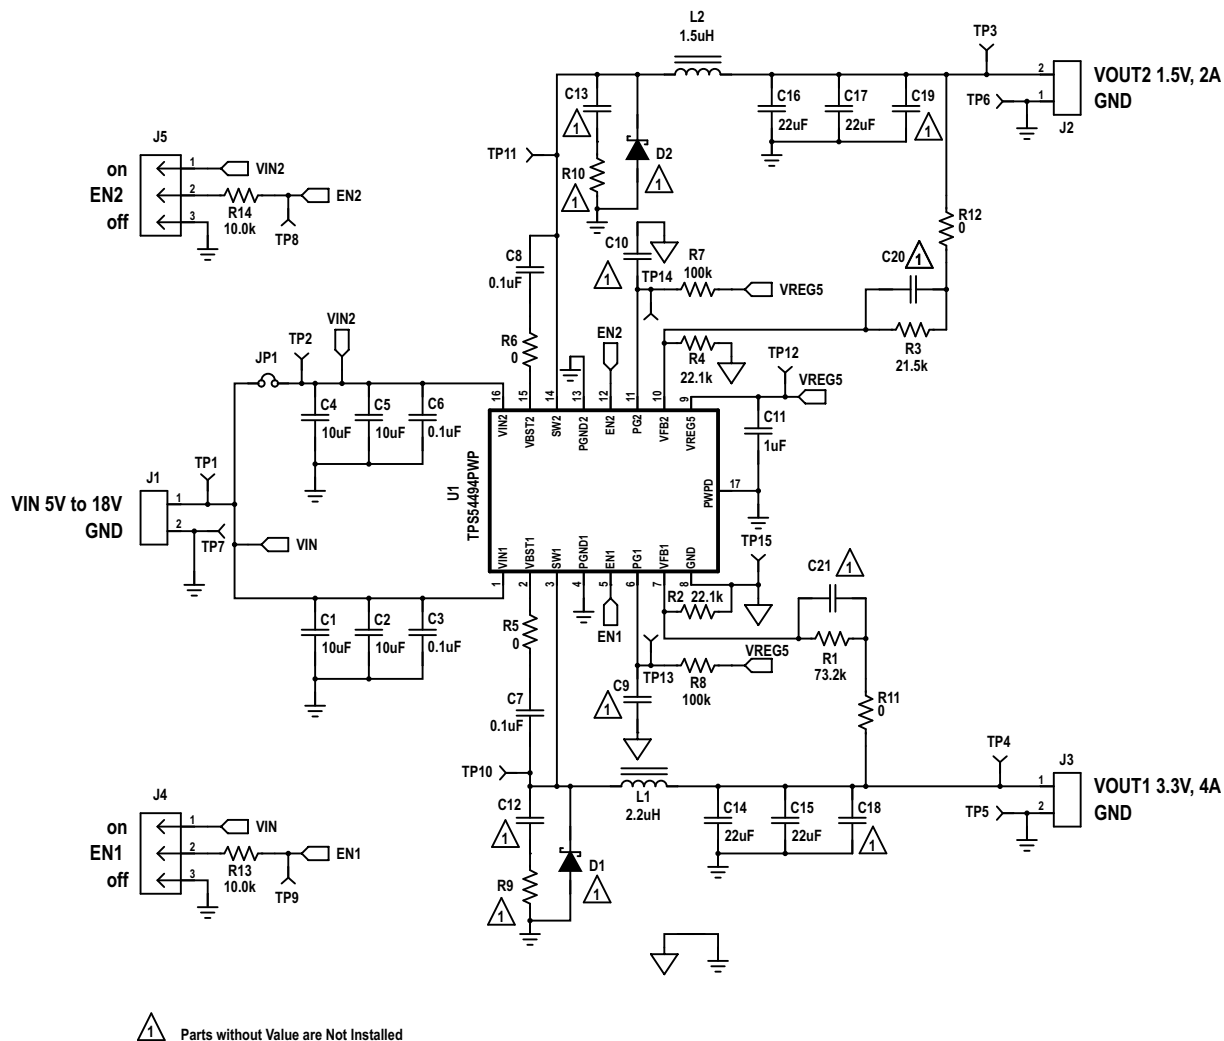 L2
1.5uH
TP3
C13
1
C16
22uF
C17
22uF
C19
1
2
VOUT2 1.5V, 2A
TP6
1
GND
J2
J5
on
1
VIN2
EN2
2
R14
10.0k
EN2
off
3
TP8
TP11
R10
1
D2
1
R12
0
C8
0.1uF
C10
1
TP14
R7
100k
VREG5
C20
1
R6
0
EN2
R4
22.1k
R3
21.5k
TP12
VREG5
VIN2
TP2
JP1
C4
10uF
C5
10uF
C6
0.1uF
C11
1uF
16
15
14
13
12
11
10
9
VIN2
VBST2
SW2
PGND2
EN2
PG2
VFB2
VREG5
U1
TPS54494PWP
PWPD
17
TP1
J1
VIN 5V to 18V
1
GND
2
TP7
VIN
VIN1
VBST1
SW1
PGND1
EN1
PG1
VFB1
GND
1
2
3
4
5
6
7
8
TP15
C1
10uF
C2
10uF
C3
0.1uF
R5
0
EN1
R2
22.1k
C21
1
R1
73.2k
TP13
R8
100k
VREG5
C9
1
R11
0
C7
0.1uF
TP10
L1
2.2uH
TP4
J3
1
VOUT1 3.3V, 4A
TP5
2
GND
C12
1
C14
22uF
C15
22uF
C18
1
J4
on
1
VIN
EN1
2
R13
10.0k
EN1
off
3
TP9
R9
1
D1
1
1
Parts without Value are Not Installed